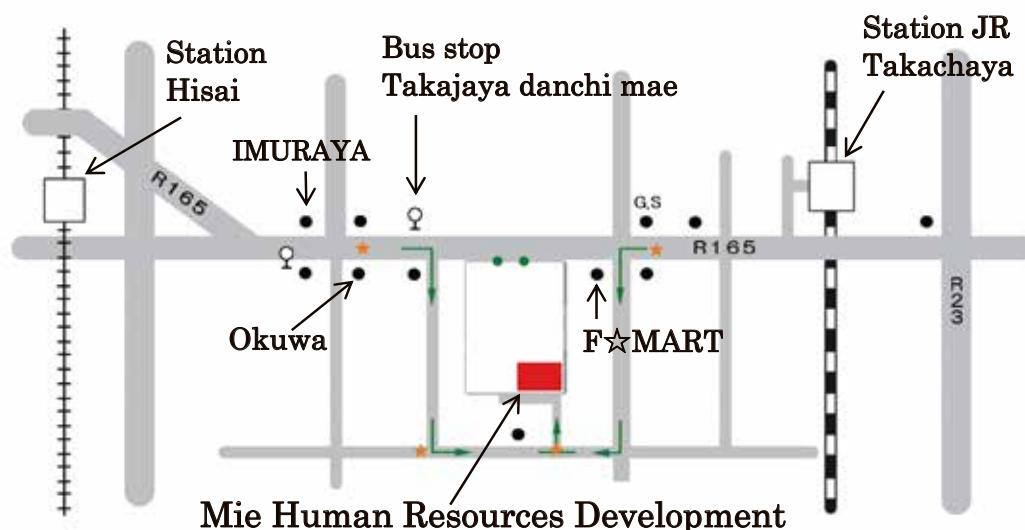 Station
Hisai
Bus stop
Takajaya danchi mae
Station JR
Takachaya
IMURAYA
R165
G,S
R165
R23
Okuwa
F☆MART
Mie Human Resources Development